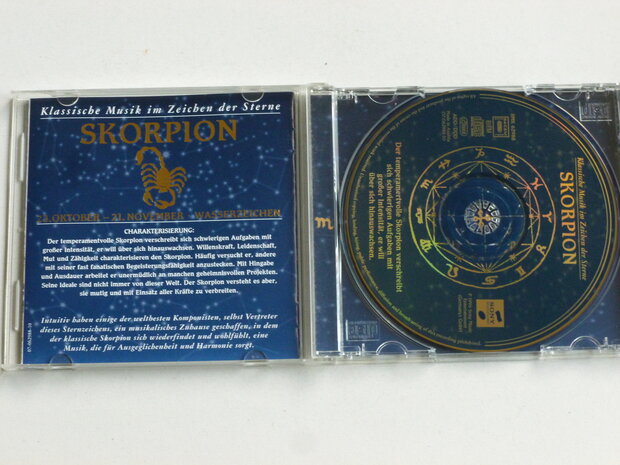 Klassische Musik im Zeichen der Sterne
SKORPION
OKTOBER - 21. NOVEMBER WASSERZEICHEN
CHARAKTERISIERUNG:
Der temperamentvolle Skorpion verschreibt sich schwierigen Aufgaben mit
großer Intensität, er will über sich hinauswachsen. Willenskraft, Leidenschaft,
Mut und Zähigkeit charakterisieren den Skorpion. Häufig versucht er, andere
mit seiner fast fanatischen Begeisterungsfähigkeit anzustecken. Mit Hingabe
und Ausdauer arbeitet er unermüdlich an manchen geheimnisvollen Projekten.
Seine Ideale sind nicht immer von dieser Welt. Der Skorpion versteht es aber,
sie mutig und mit Einsatz aller Kräfte zu verbreiten.
Intuitiv haben einige der weltbesten Komponisten, selbst Vertreter
dieses Sternzeichens, ein musikalisches Zuhause geschaffen, in dem
der klassische Skorpion sich wiederfindet und wohlfühlt, eine
Musik, die für Ausgeglichenheit und Harmonie sorgt.
Klassische Musik im Zeichen der Sterne
SKORPION
Der temperamentvolle Skorpion verschreibt
sich schwierigen Aufgaben mit
großer Intensität, er will
über sich hinauswachsen.
SONY